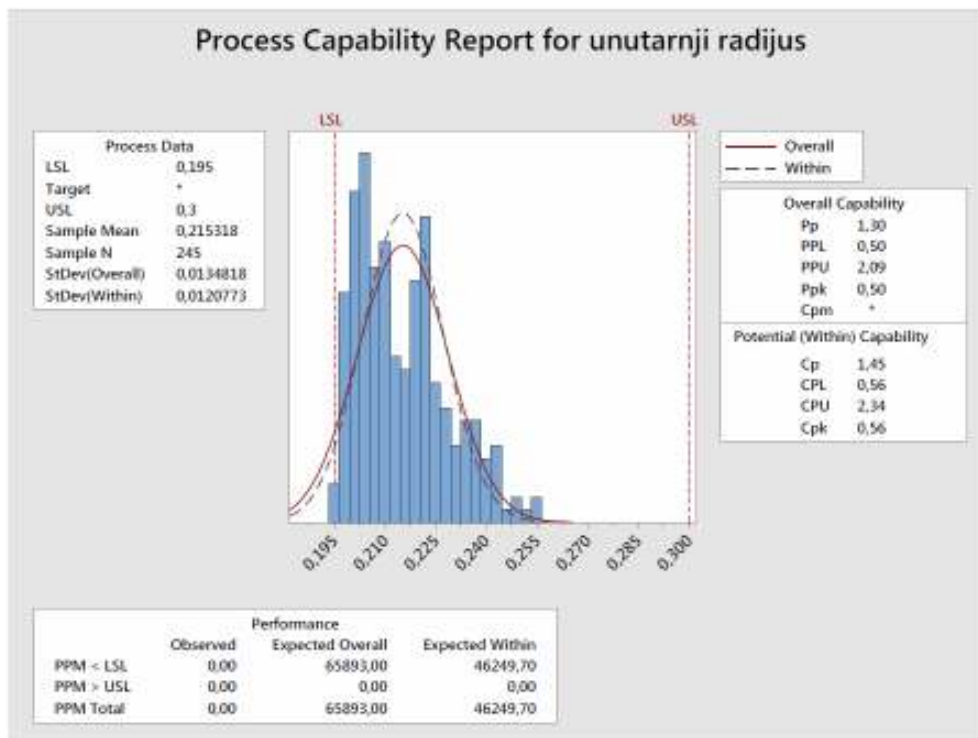 Process Capability Report for unutarnji radijus
LSL
USL
Process Data
LSL 0,195
Target *
USL 0,3
Sample Mean 0,215318
Sample N 245
StDev(Overall) 0,0134818
StDev(Within) 0,0120773
Overall
Within
Overall Capability
Pp 1,30
PPL 0,50
PPU 2,09
Ppk 0,50
Cpm *
Potential (Within) Capability
Cp 1,45
CPL 0,56
CPU 2,34
Cpk 0,56
0,195 0,210 0,225 0,240 0,255 0,270 0,285 0,300
Performance
Observed Expected Overall Expected Within
PPM < LSL 0,00 65893,00 46249,70
PPM > USL 0,00 0,00 0,00
PPM Total 0,00 65893,00 46249,70